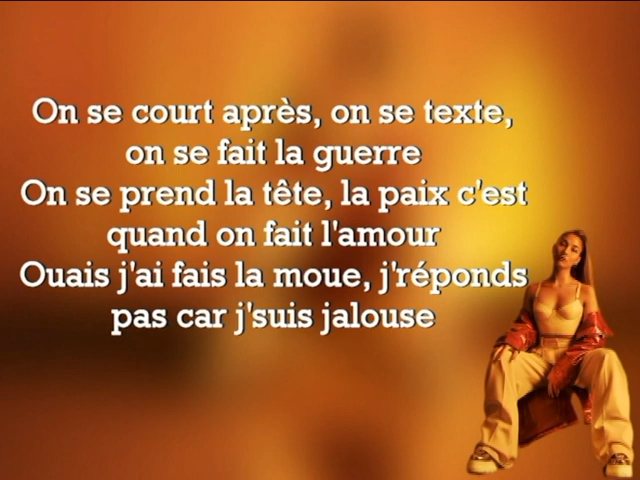 On se court après, on se texte,
on se fait la guerre
On se prend la tête, la paix c'est
quand on fait l'amour
Ouais j'ai fais la moue, j'réponds
pas car j'suis jalouse